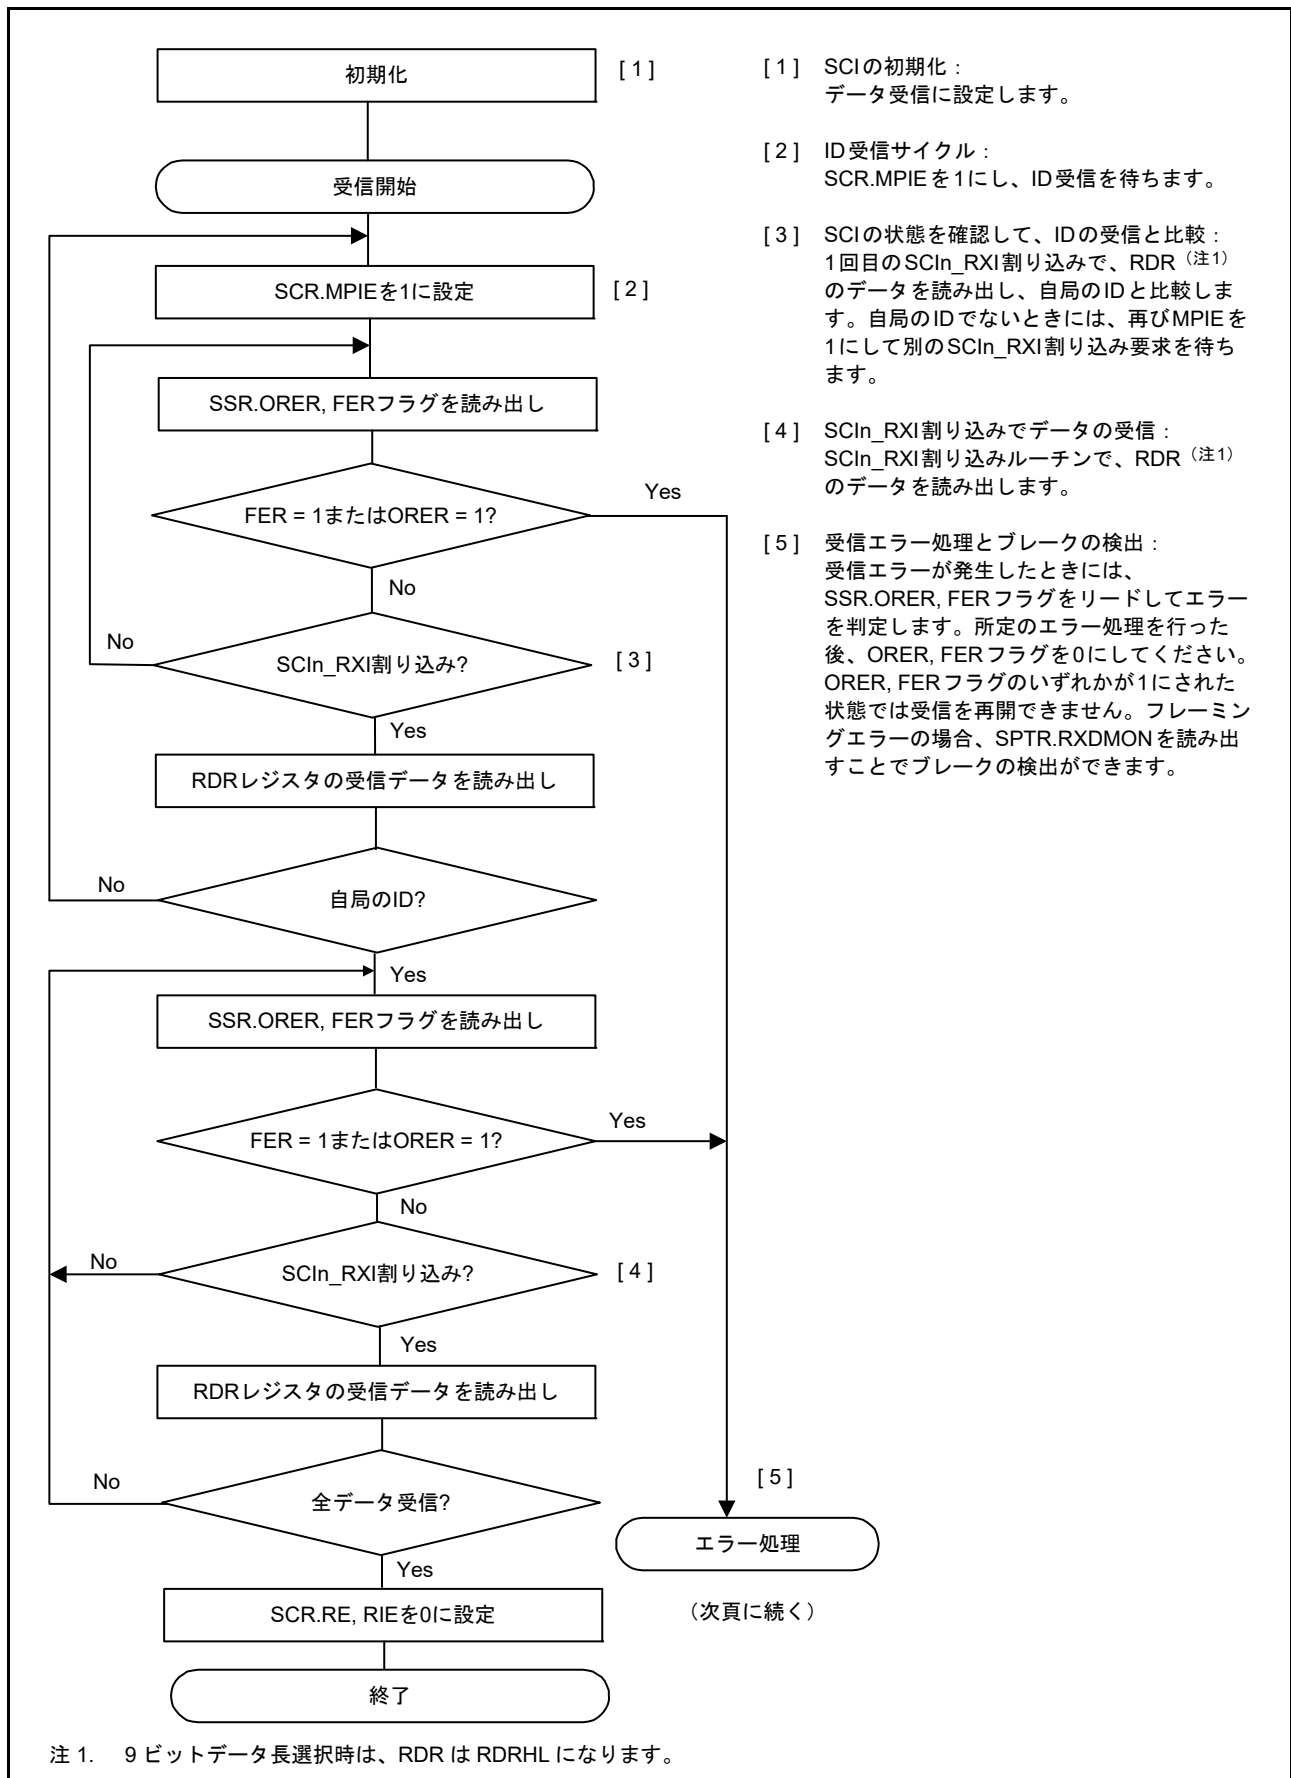 初期化
[ 1 ]
受信開始
SCR.MPIEを1に設定
[ 2 ]
SSR.ORER, FERフラグを読み出し
FER = 1またはORER = 1?
Yes
No
SCIn_RXI割り込み?
[ 3 ]
No
Yes
RDRレジスタの受信データを読み出し
自局のID?
No
Yes
SSR.ORER, FERフラグを読み出し
FER = 1またはORER = 1?
Yes
No
SCIn_RXI割り込み?
[ 4 ]
No
Yes
RDRレジスタの受信データを読み出し
全データ受信?
No
Yes
SCR.RE, RIEを0に設定
終了
[ 5 ]
エラー処理
（次頁に続く）
[ 1 ] SCIの初期化：
データ受信に設定します。
[ 2 ] ID受信サイクル：
SCR.MPIEを1にし、ID受信を待ちます。
[ 3 ] SCIの状態を確認して、IDの受信と比較：
1回目のSCIn_RXI割り込みで、RDR（注1）
のデータを読み出し、自局のIDと比較しま
す。自局のIDでないときには、再びMPIEを
1にして別のSCIn_RXI割り込み要求を待ち
ます。
[ 4 ] SCIn_RXI割り込みでデータの受信：
SCIn_RXI割り込みルーチンで、RDR（注1）
のデータを読み出します。
[ 5 ] 受信エラー処理とブレークの検出：
受信エラーが発生したときには、
SSR.ORER, FERフラグをリードしてエラー
を判定します。所定のエラー処理を行った
後、ORER, FERフラグを0にしてください。
ORER, FERフラグのいずれかが1にされた
状態では受信を再開できません。フレーミン
グエラーの場合、SPTR.RXDMONを読み出
すことでブレークの検出ができます。
注 1. 9 ビットデータ長選択時は、RDR は RDRHL になります。